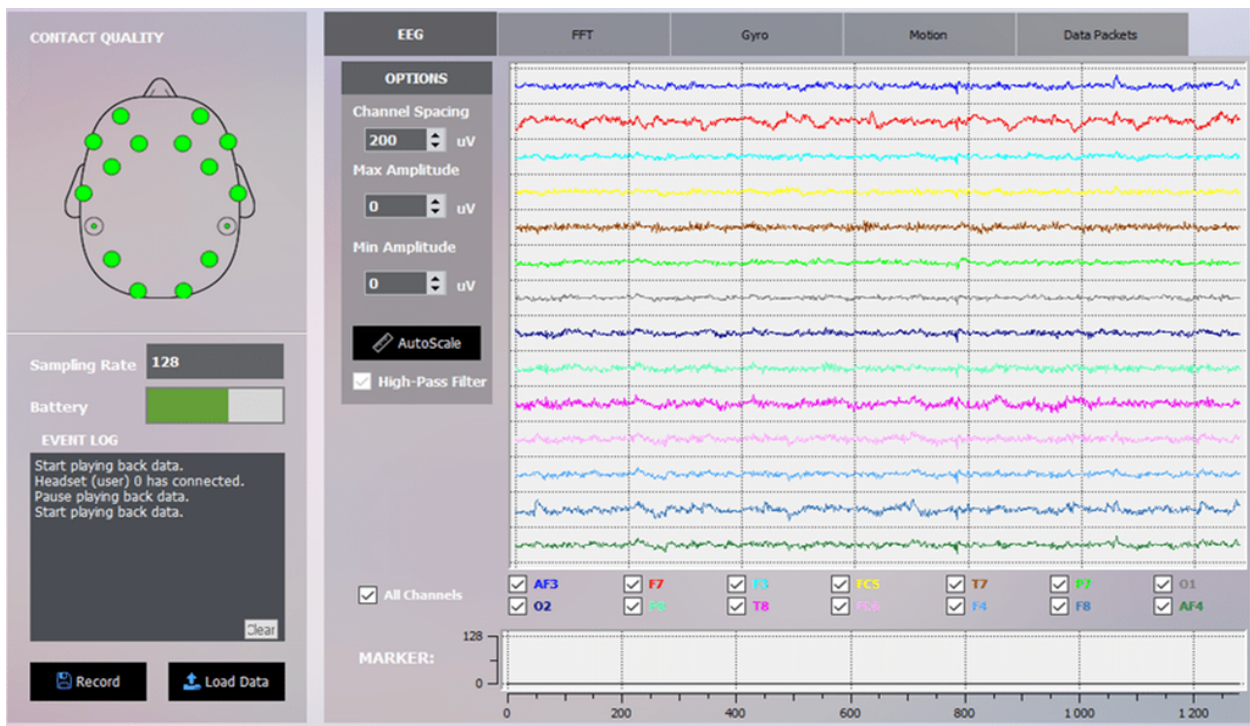 CONTACT QUALITY
Sampling Rate 128
Battery
EVENT LOG
Start playing back data.
Headset (user) 0 has connected.
Pause playing back data.
Start playing back data.
Clear
Record Load Data
EEG FFT Gyro Motion Data Packets
OPTIONS
Channel Spacing
200 uV
Max Amplitude
0 uV
Min Amplitude
0 uV
AutoScale
High-Pass Filter
All Channels
AF3 F7 F3 FC5 T7 P7 O1
O2 P8 T8 FC6 F4 F8 AF4
MARKER:
128
0
0 200 400 600 800 1 000 1 200